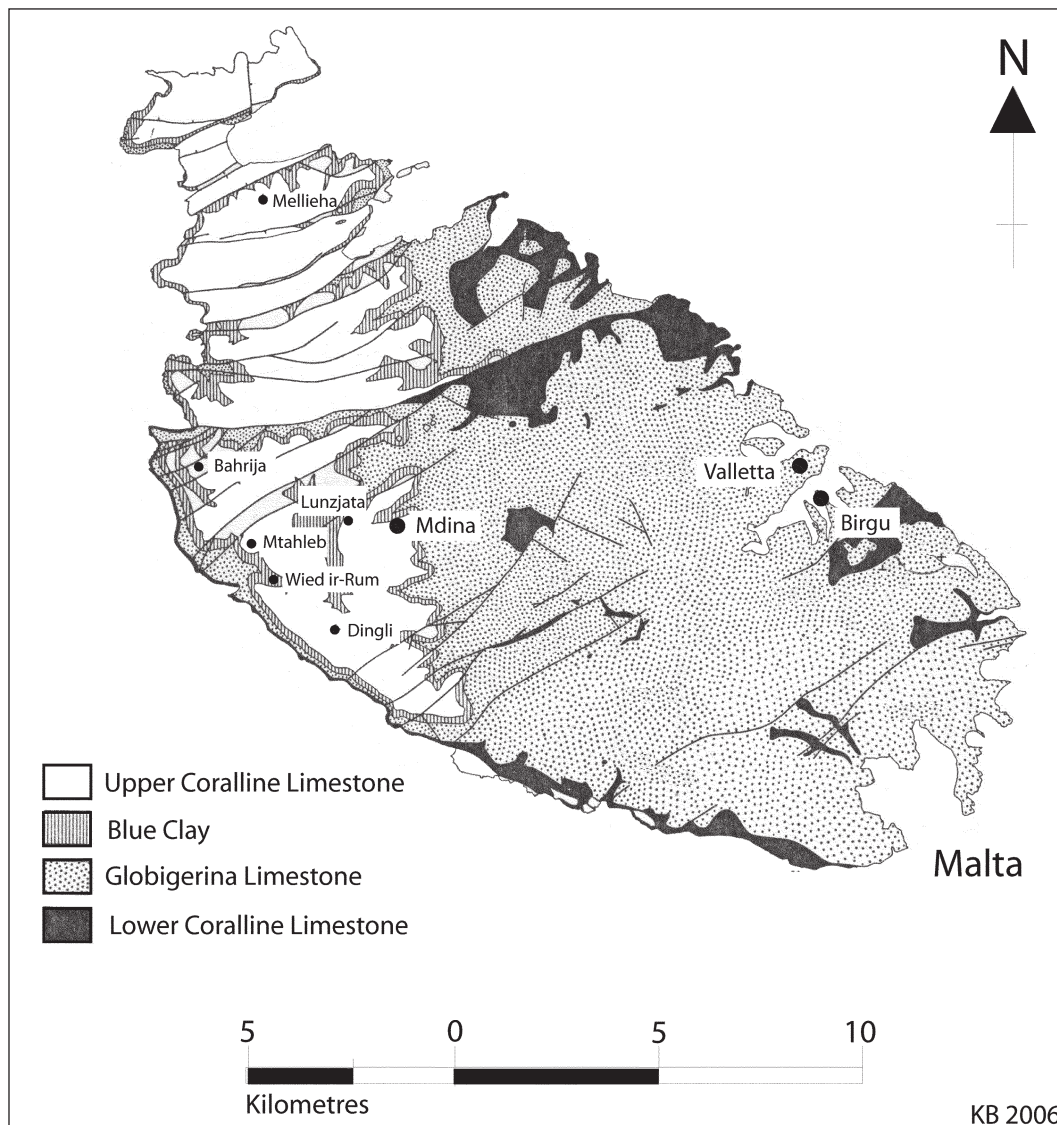 N
Mellieha
Bahrija
Lunzjata
Mdina
Mtahleb
Wied ir-Rum
Dingli
Valletta
Birgu
Upper Coralline Limestone
Blue Clay
Globigerina Limestone
Lower Coralline Limestone
Malta
5 0 5 10
Kilometres
KB 2006